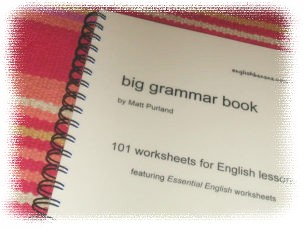 big grammar book
by Matt Purland
101 worksheets for English
featuring Essential English worksheets